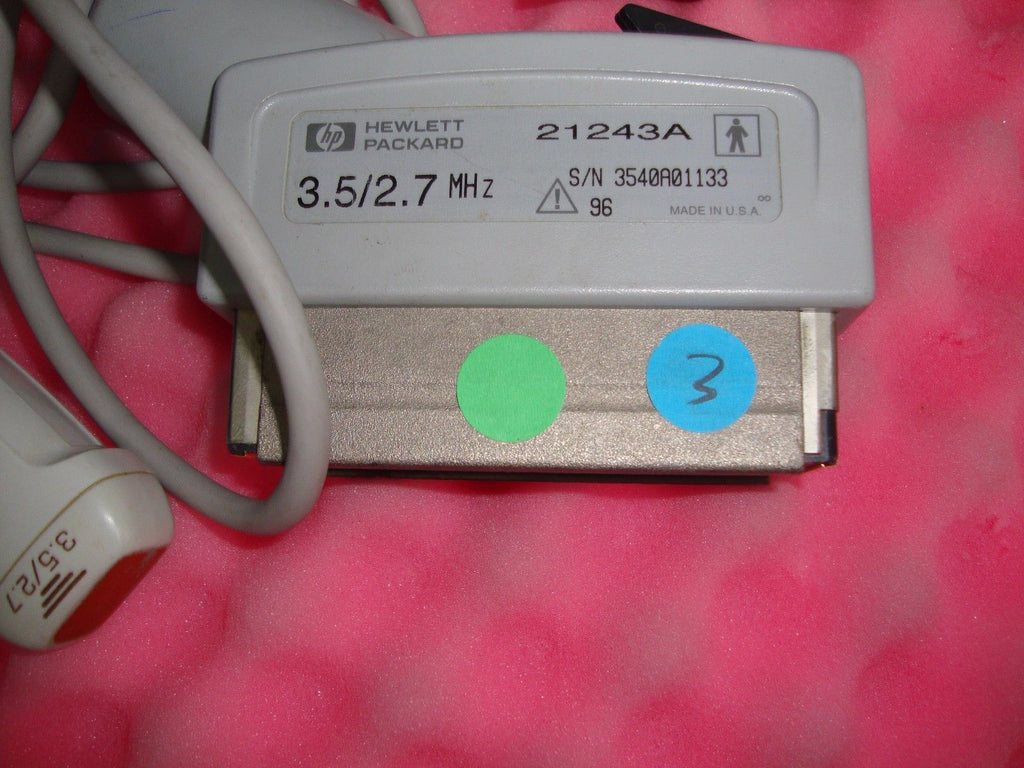 hp HEWLETT
PACKARD
21243A
3.5/2.7 MHz
S/N 3540A01133
96
MADE IN U.S.A.
3
3.5/2.7